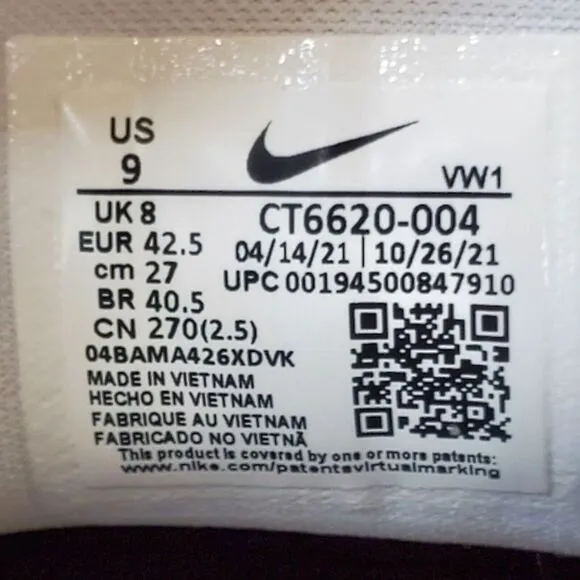 US
9
VW1
UK 8
EUR 42.5
cm 27
BR 40.5
CN 270(2.5)
CT6620-004
04/14/21 | 10/26/21
UPC 00194500847910
04BAMA426XDVK
MADE IN VIETNAM
HECHO EN VIETNAM
FABRIQUE AU VIETNAM
FABRICADO NO VIETNÃ
This product is covered by one or more patents:
www.nike.com/patentsvirtualmarking